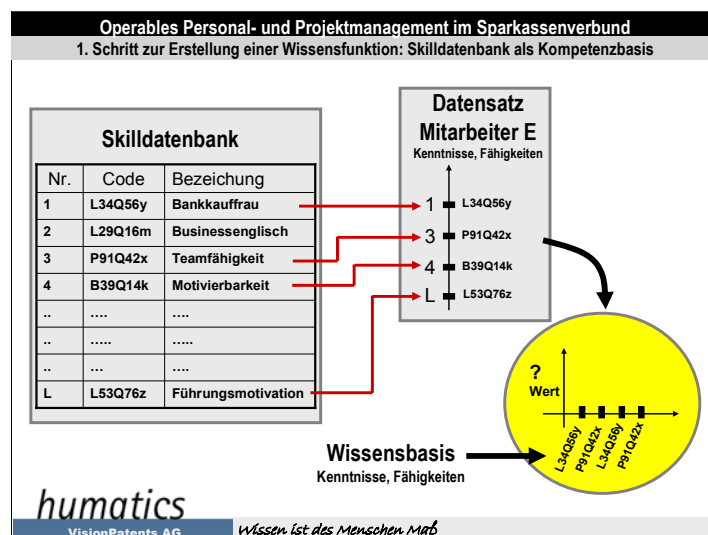 Operables Personal- und Projektmanagement im Sparkassenverbund
1. Schritt zur Erstellung einer Wissensfunktion: Skilldatenbank als Kompetenzbasis
Skilldatenbank
Nr. Code Bezeichung
1 L34Q56y Bankkauffrau
2 L29Q16m Businessenglisch
3 P91Q42x Teamfähigkeit
4 B39Q14k Motivierbarkeit
.. .... ....
.. ..... .....
.. ... ....
L L53Q76z Führungsmotivation
Datensatz
Mitarbeiter E
Kenntnisse, Fähigkeiten
1 L34Q56y
3 P91Q42x
4 B39Q14k
L L53Q76z
?
Wert
L34Q56y
P91Q42x
L34Q56y
P91Q42x
Wissensbasis
Kenntnisse, Fähigkeiten
humatics
VisionPatents AG
Wissen ist des Menschen Maß